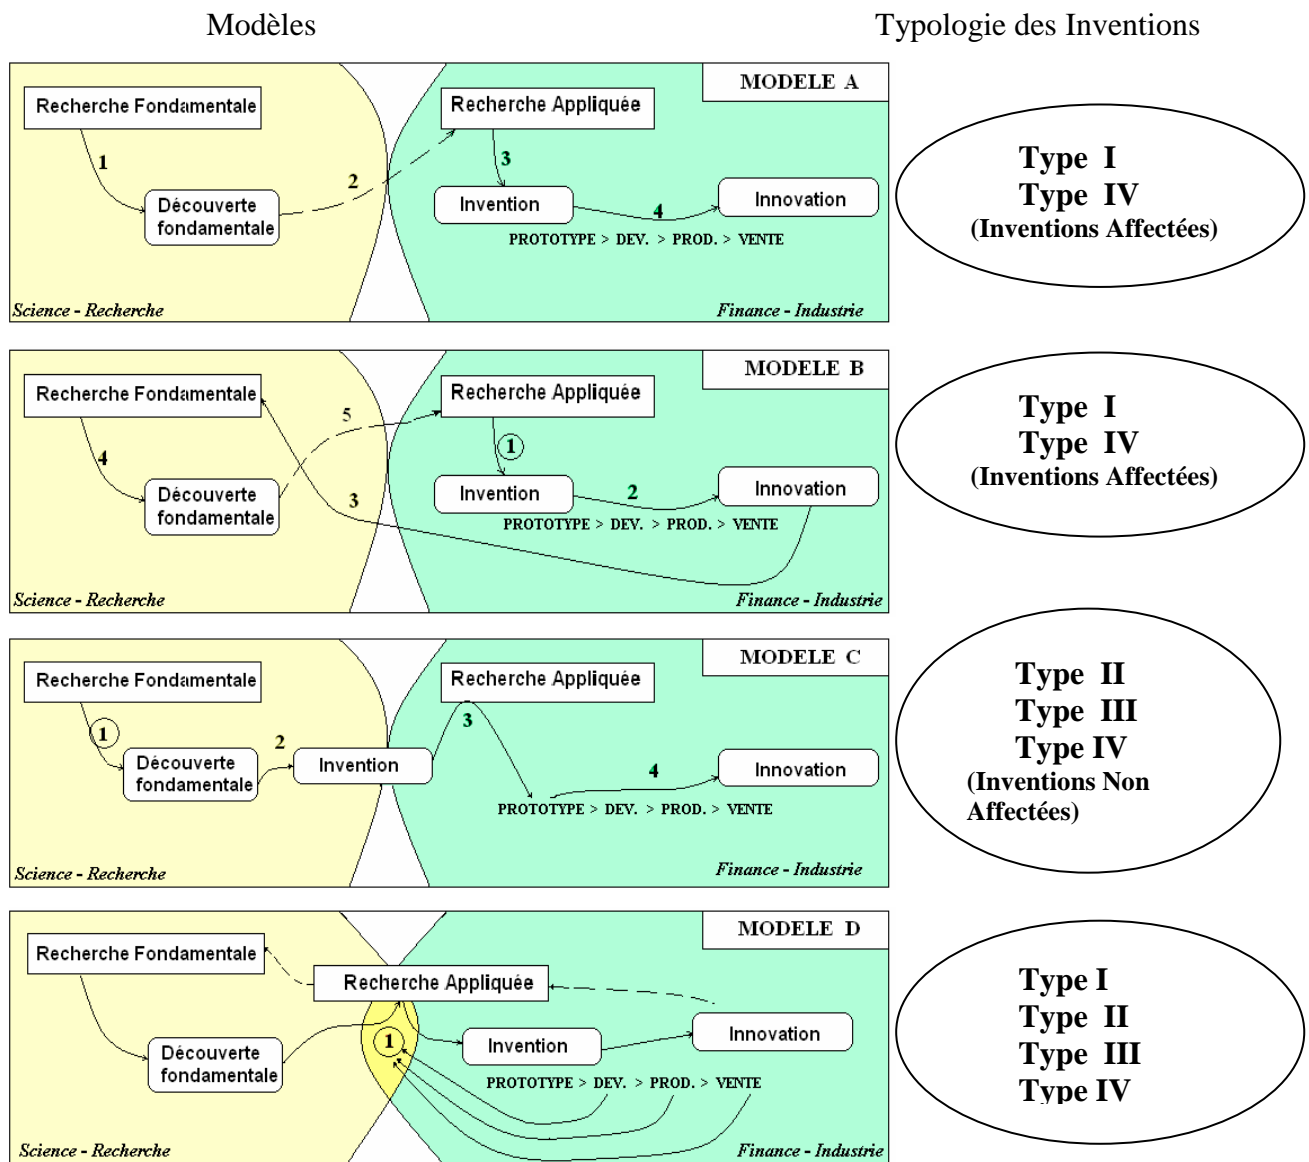 Modèles
Typologie des Inventions
MODELE A
Recherche Fondamentale
Recherche Appliquée
1
2
3
Découverte
fondamentale
Invention
4
Innovation
PROTOTYPE > DEV. > PROD. > VENTE
Science - Recherche
Finance - Industrie
Type I
Type IV
(Inventions Affectées)
MODELE B
Recherche Fondamentale
Recherche Appliquée
5
4
1
Découverte
fondamentale
3
Invention
2
Innovation
PROTOTYPE > DEV. > PROD. > VENTE
Science - Recherche
Finance - Industrie
Type I
Type IV
(Inventions Affectées)
MODELE C
Recherche Fondamentale
Recherche Appliquée
1
2
3
Découverte
fondamentale
Invention
4
Innovation
PROTOTYPE > DEV. > PROD. > VENTE
Science - Recherche
Finance - Industrie
Type II
Type III
Type IV
(Inventions Non
Affectées)
MODELE D
Recherche Fondamentale
Recherche Appliquée
Découverte
fondamentale
1
Invention
Innovation
PROTOTYPE > DEV. > PROD. > VENTE
Science - Recherche
Finance - Industrie
Type I
Type II
Type III
Type IV